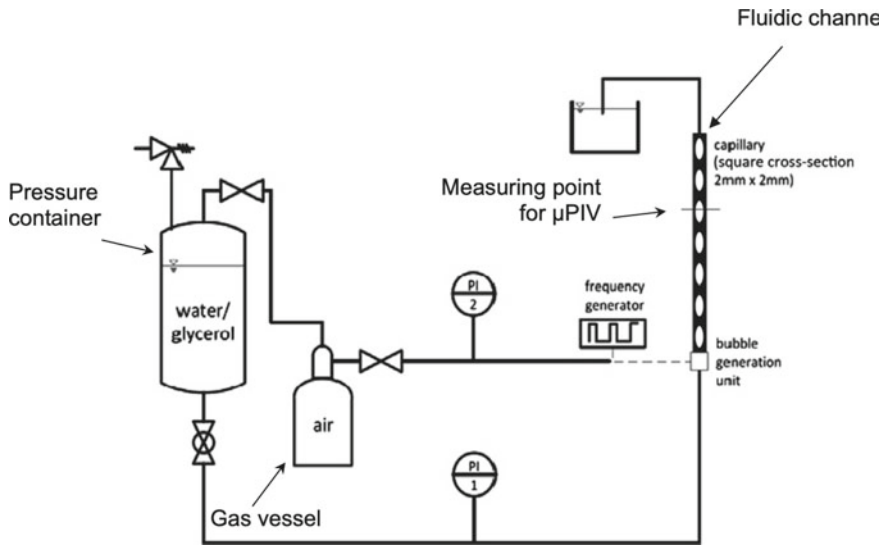 Fluidic channe
capillary
(square cross-section
2mm x 2mm)
Measuring point
for µPIV
Pressure
container
water/
glycerol
PI
2
frequency
generator
bubble
generation
unit
air
PI
1
Gas vessel